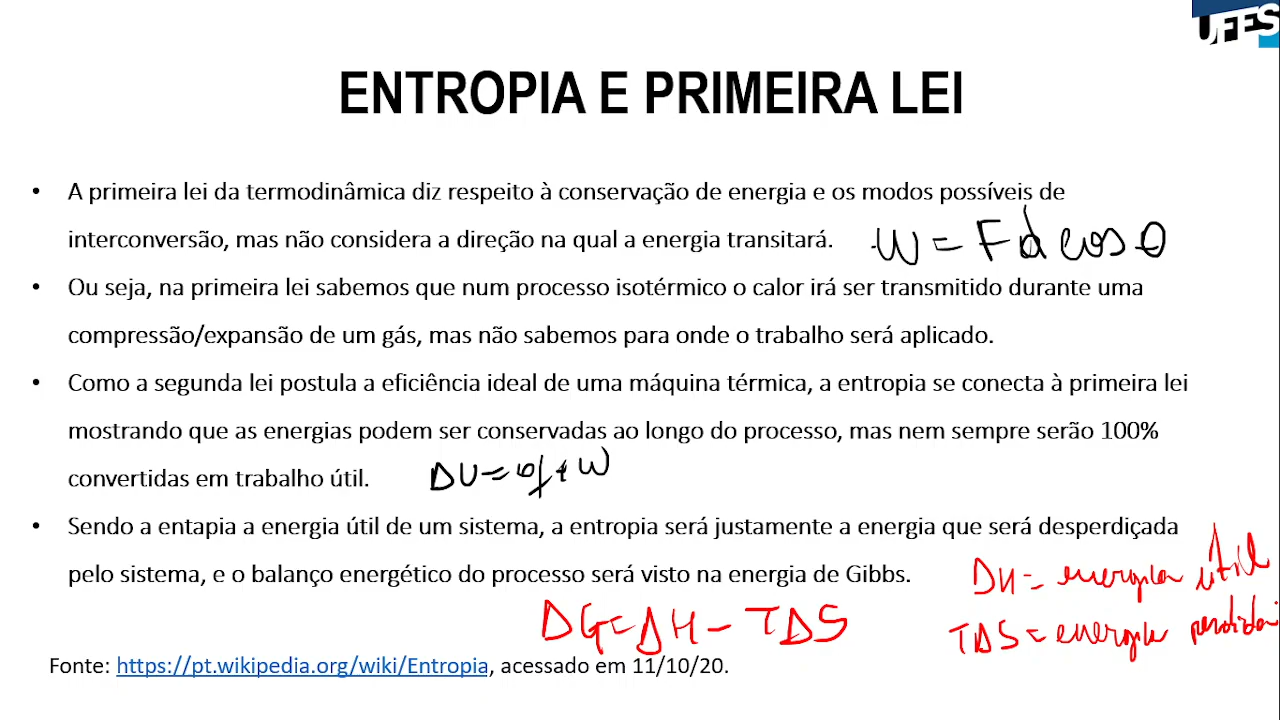 UFES
ENTROPIA E PRIMEIRA LEI
• A primeira lei da termodinâmica diz respeito à conservação de energia e os modos possíveis de
interconversão, mas não considera a direção na qual a energia transitará.
W = Fd cos θ
• Ou seja, na primeira lei sabemos que num processo isotérmico o calor irá ser transmitido durante uma
compressão/expansão de um gás, mas não sabemos para onde o trabalho será aplicado.
• Como a segunda lei postula a eficiência ideal de uma máquina térmica, a entropia se conecta à primeira lei
mostrando que as energias podem ser conservadas ao longo do processo, mas nem sempre serão 100%
convertidas em trabalho útil.
ΔU = q + W
• Sendo a entapia a energia útil de um sistema, a entropia será justamente a energia que será desperdiçada
pelo sistema, e o balanço energético do processo será visto na energia de Gibbs.
ΔH = energia útil
ΔG = ΔH - TΔS
TΔS = energia perdida
Fonte: https://pt.wikipedia.org/wiki/Entropia, acessado em 11/10/20.